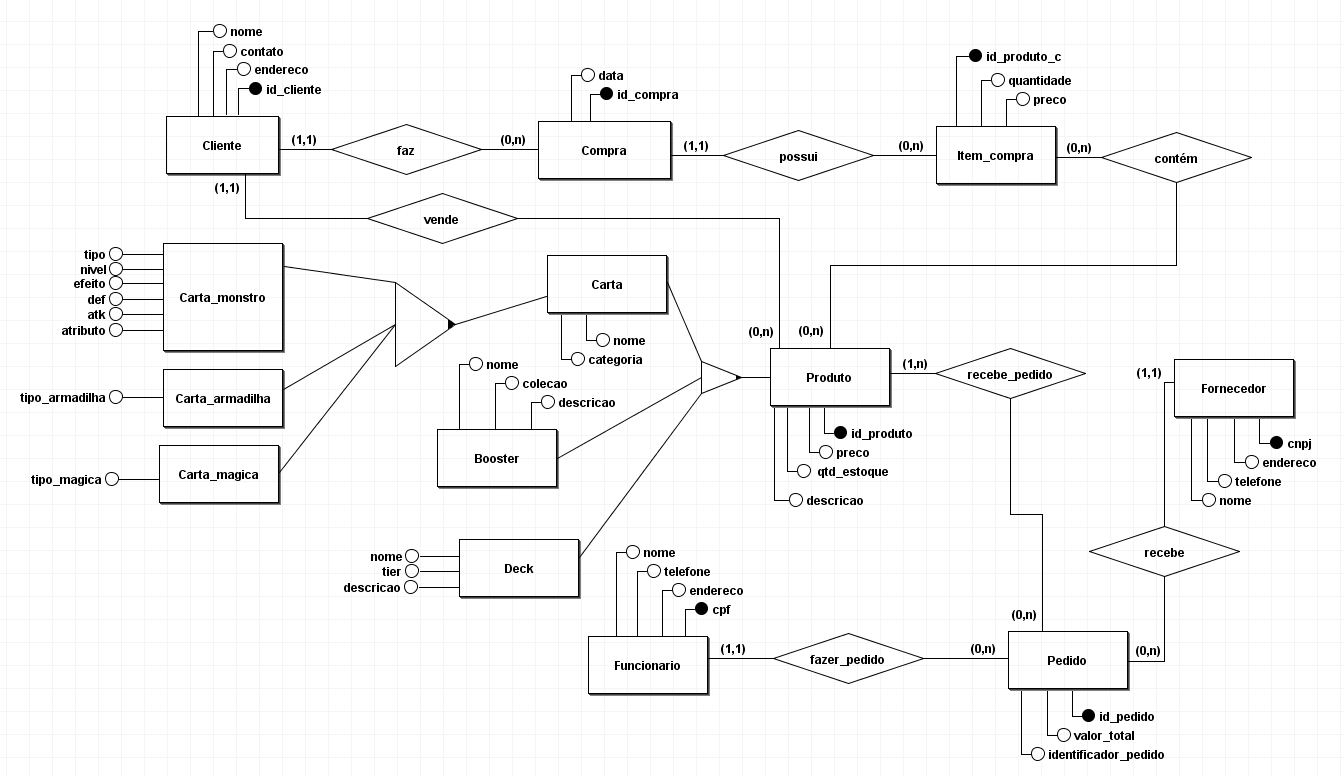 nome
contato
endereco
id_cliente
Cliente
(1,1)
faz
(0,n)
data
id_compra
Compra
(1,1)
possui
(0,n)
id_produto_c
quantidade
preco
Item_compra
(0,n)
contém
(1,1)
vende
tipo
nivel
efeito
def
atk
atributo
Carta_monstro
Carta
nome
categoria
tipo_armadilha
Carta_armadilha
tipo_magica
Carta_magica
nome
colecao
descricao
Booster
(0,n)
(0,n)
Produto
(1,n)
recebe_pedido
id_produto
preco
qtd_estoque
descricao
(1,1)
Fornecedor
cnpj
endereco
telefone
nome
recebe
nome
tier
descricao
Deck
nome
telefone
endereco
cpf
Funcionario
(1,1)
fazer_pedido
(0,n)
(0,n)
Pedido
(0,n)
id_pedido
valor_total
identificador_pedido